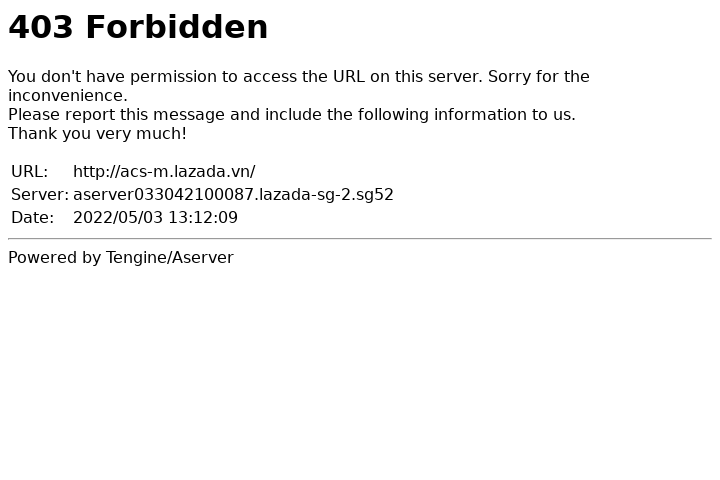 403 Forbidden
You don't have permission to access the URL on this server. Sorry for the
inconvenience.
Please report this message and include the following information to us.
Thank you very much!
URL: http://acs-m.lazada.vn/
Server: aserver033042100087.lazada-sg-2.sg52
Date: 2022/05/03 13:12:09
Powered by Tengine/Aserver